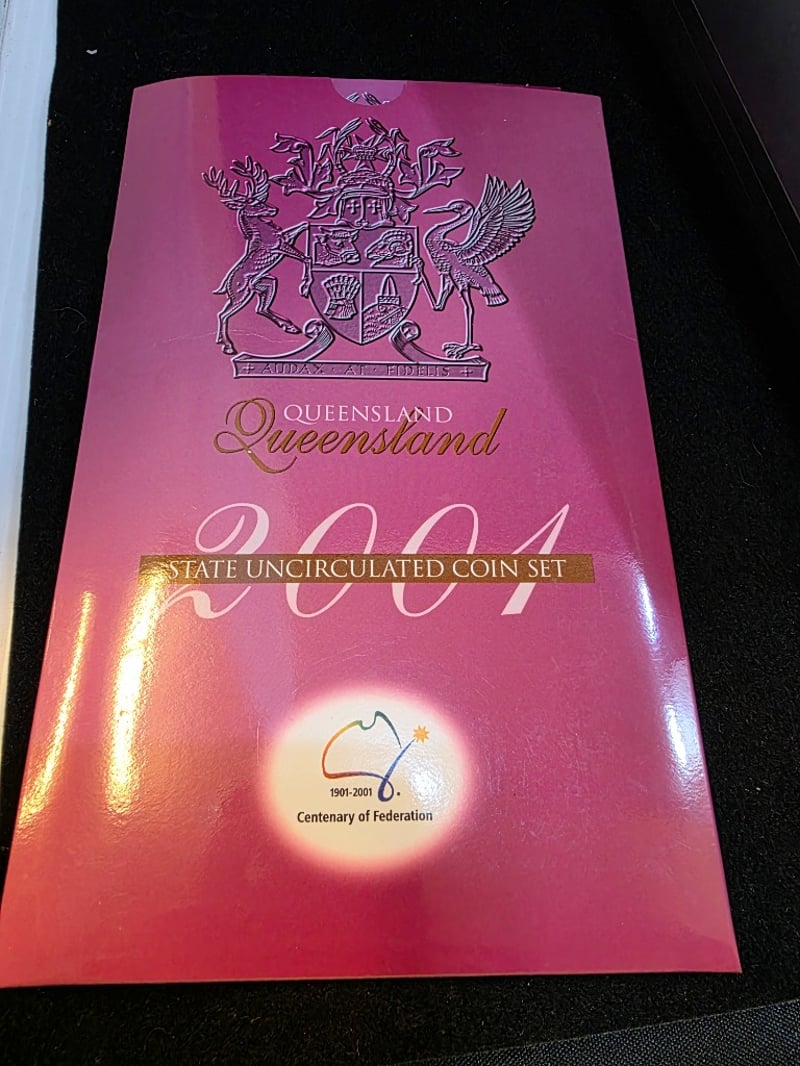 + AUDAX · AT · FIDELIS +
QUEENSLAND
Queensland
2001
STATE UNCIRCULATED COIN SET
1901-2001
Centenary of Federation